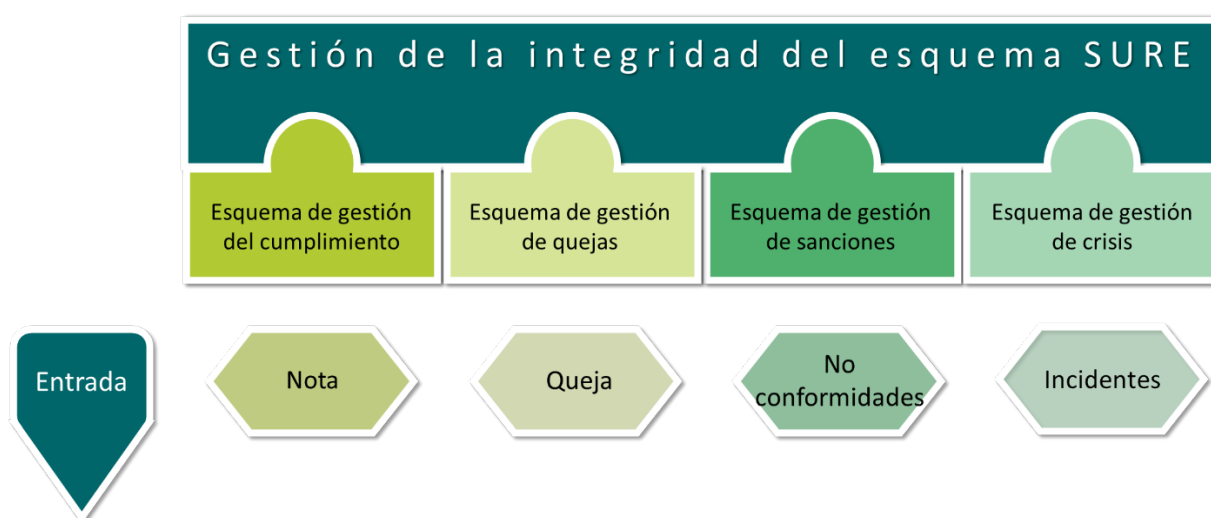 Gestión de la integridad del esquema SURE
Esquema de gestión
del cumplimiento
Esquema de gestión
de quejas
Esquema de gestión
de sanciones
Esquema de gestión
de crisis
Entrada
Nota
Queja
No
conformidades
Incidentes